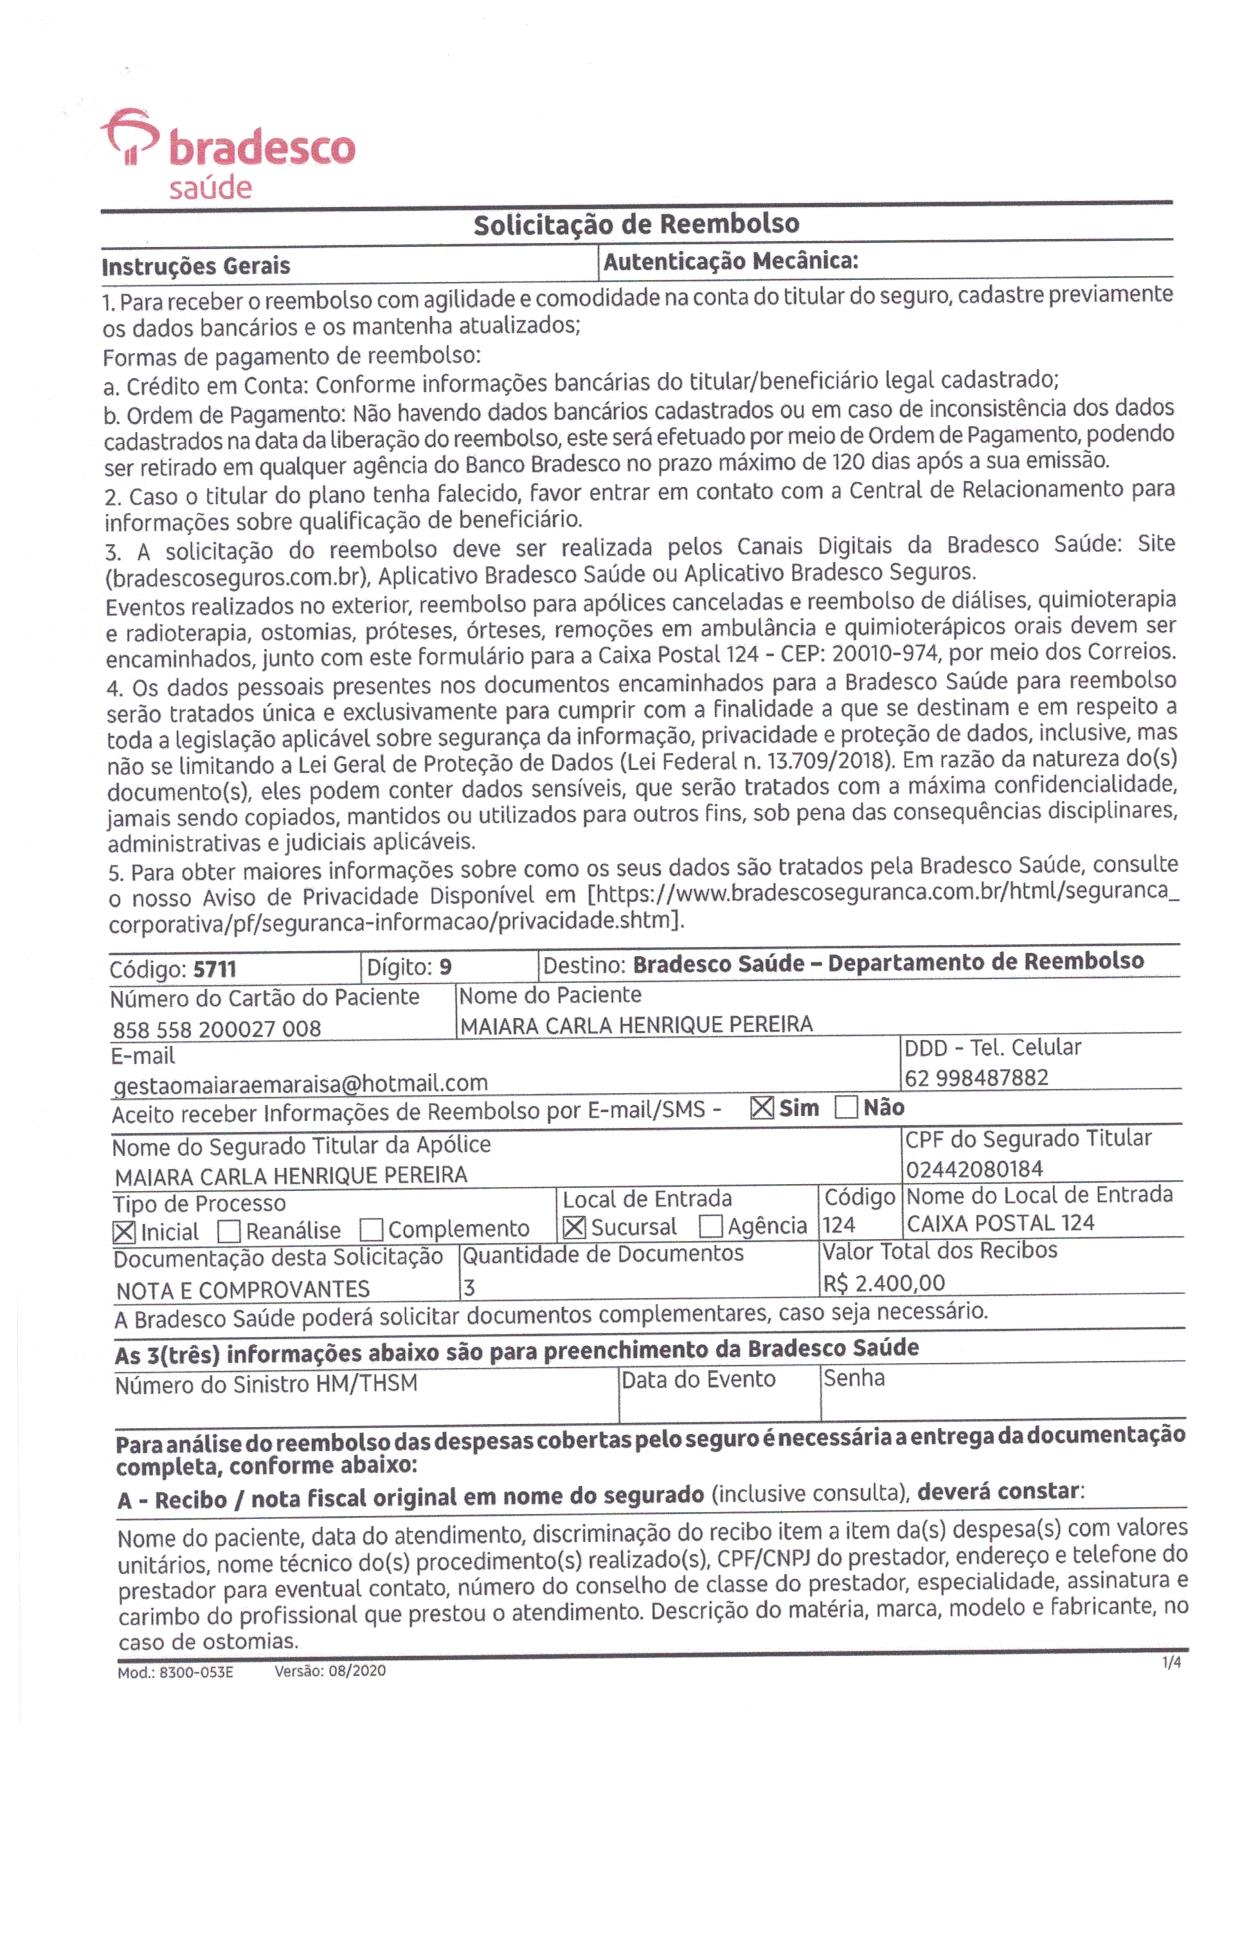 bradesco
saúde
Solicitação de Reembolso
Instruções Gerais
Autenticação Mecânica:
1. Para receber o reembolso com agilidade e comodidade na conta do titular do seguro, cadastre previamente
os dados bancários e os mantenha atualizados;
Formas de pagamento de reembolso:
a. Crédito em Conta: Conforme informações bancárias do titular/beneficiário legal cadastrado;
b. Ordem de Pagamento: Não havendo dados bancários cadastrados ou em caso de inconsistência dos dados
cadastrados na data da liberação do reembolso, este será efetuado por meio de Ordem de Pagamento, podendo
ser retirado em qualquer agência do Banco Bradesco no prazo máximo de 120 dias após a sua emissão.
2. Caso o titular do plano tenha falecido, favor entrar em contato com a Central de Relacionamento para
informações sobre qualificação de beneficiário.
3. A solicitação do reembolso deve ser realizada pelos Canais Digitais da Bradesco Saúde: Site
(bradescoseguros.com.br), Aplicativo Bradesco Saúde ou Aplicativo Bradesco Seguros.
Eventos realizados no exterior, reembolso para apólices canceladas e reembolso de diálises, quimioterapia
e radioterapia, ostomias, próteses, órteses, remoções em ambulância e quimioterápicos orais devem ser
encaminhados, junto com este formulário para a Caixa Postal 124 - CEP: 20010-974, por meio dos Correios.
4. Os dados pessoais presentes nos documentos encaminhados para a Bradesco Saúde para reembolso
serão tratados única e exclusivamente para cumprir com a finalidade a que se destinam e em respeito a
toda a legislação aplicável sobre segurança da informação, privacidade e proteção de dados, inclusive, mas
não se limitando a Lei Geral de Proteção de Dados (Lei Federal n. 13.709/2018). Em razão da natureza do(s)
documento(s), eles podem conter dados sensíveis, que serão tratados com a máxima confidencialidade,
jamais sendo copiados, mantidos ou utilizados para outros fins, sob pena das consequências disciplinares,
administrativas e judiciais aplicáveis.
5. Para obter maiores informações sobre como os seus dados são tratados pela Bradesco Saúde, consulte
o nosso Aviso de Privacidade Disponível em [https://www.bradescoseguranca.com.br/html/seguranca_
corporativa/pf/seguranca-informacao/privacidade.shtm].
Código: 5711 Dígito: 9 Destino: Bradesco Saúde – Departamento de Reembolso
Número do Cartão do Paciente Nome do Paciente
858 558 200027 008 MAIARA CARLA HENRIQUE PEREIRA
E-mail DDD - Tel. Celular
gestaomaiaraemaraisa@hotmail.com 62 998487882
Aceito receber Informações de Reembolso por E-mail/SMS - ☒ Sim ☐ Não
Nome do Segurado Titular da Apólice CPF do Segurado Titular
MAIARA CARLA HENRIQUE PEREIRA 02442080184
Tipo de Processo Local de Entrada Código Nome do Local de Entrada
☒ Inicial ☐ Reanálise ☐ Complemento ☒ Sucursal ☐ Agência 124 CAIXA POSTAL 124
Documentação desta Solicitação Quantidade de Documentos Valor Total dos Recibos
NOTA E COMPROVANTES 3 R$ 2.400,00
A Bradesco Saúde poderá solicitar documentos complementares, caso seja necessário.
As 3(três) informações abaixo são para preenchimento da Bradesco Saúde
Número do Sinistro HM/THSM Data do Evento Senha
Para análise do reembolso das despesas cobertas pelo seguro é necessária a entrega da documentação
completa, conforme abaixo:
A - Recibo / nota fiscal original em nome do segurado (inclusive consulta), deverá constar:
Nome do paciente, data do atendimento, discriminação do recibo item a item da(s) despesa(s) com valores
unitários, nome técnico do(s) procedimento(s) realizado(s), CPF/CNPJ do prestador, endereço e telefone do
prestador para eventual contato, número do conselho de classe do prestador, especialidade, assinatura e
carimbo do profissional que prestou o atendimento. Descrição do matéria, marca, modelo e fabricante, no
caso de ostomias.
Mod.: 8300-053E Versão: 08/2020 1/4